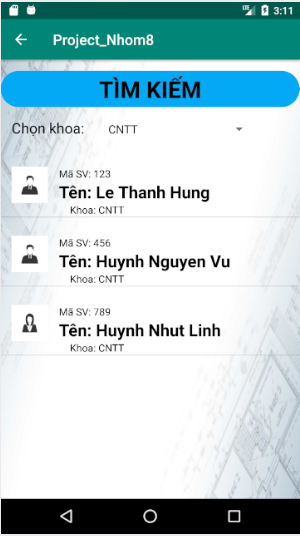 3:11
Project_Nhom8
TÌM KIẾM
Chọn khoa: CNTT
Mã SV: 123
Tên: Le Thanh Hung
Khoa: CNTT
Mã SV: 456
Tên: Huynh Nguyen Vu
Khoa: CNTT
Mã SV: 789
Tên: Huynh Nhut Linh
Khoa: CNTT